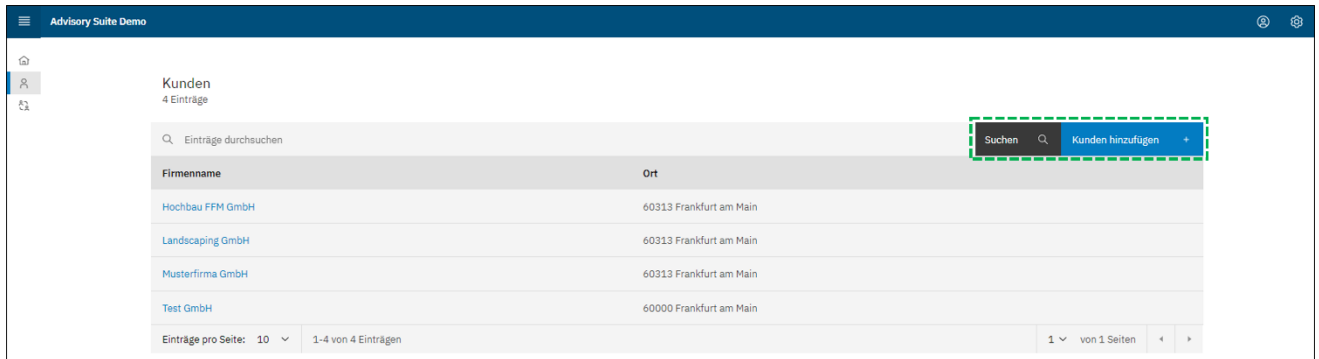 Advisory Suite Demo
Kunden
4 Einträge
Einträge durchsuchen
Suchen
Kunden hinzufügen +
Firmenname Ort
Hochbau FFM GmbH 60313 Frankfurt am Main
Landscaping GmbH 60313 Frankfurt am Main
Musterfirma GmbH 60313 Frankfurt am Main
Test GmbH 60000 Frankfurt am Main
Einträge pro Seite: 10 1-4 von 4 Einträgen 1 von 1 Seiten